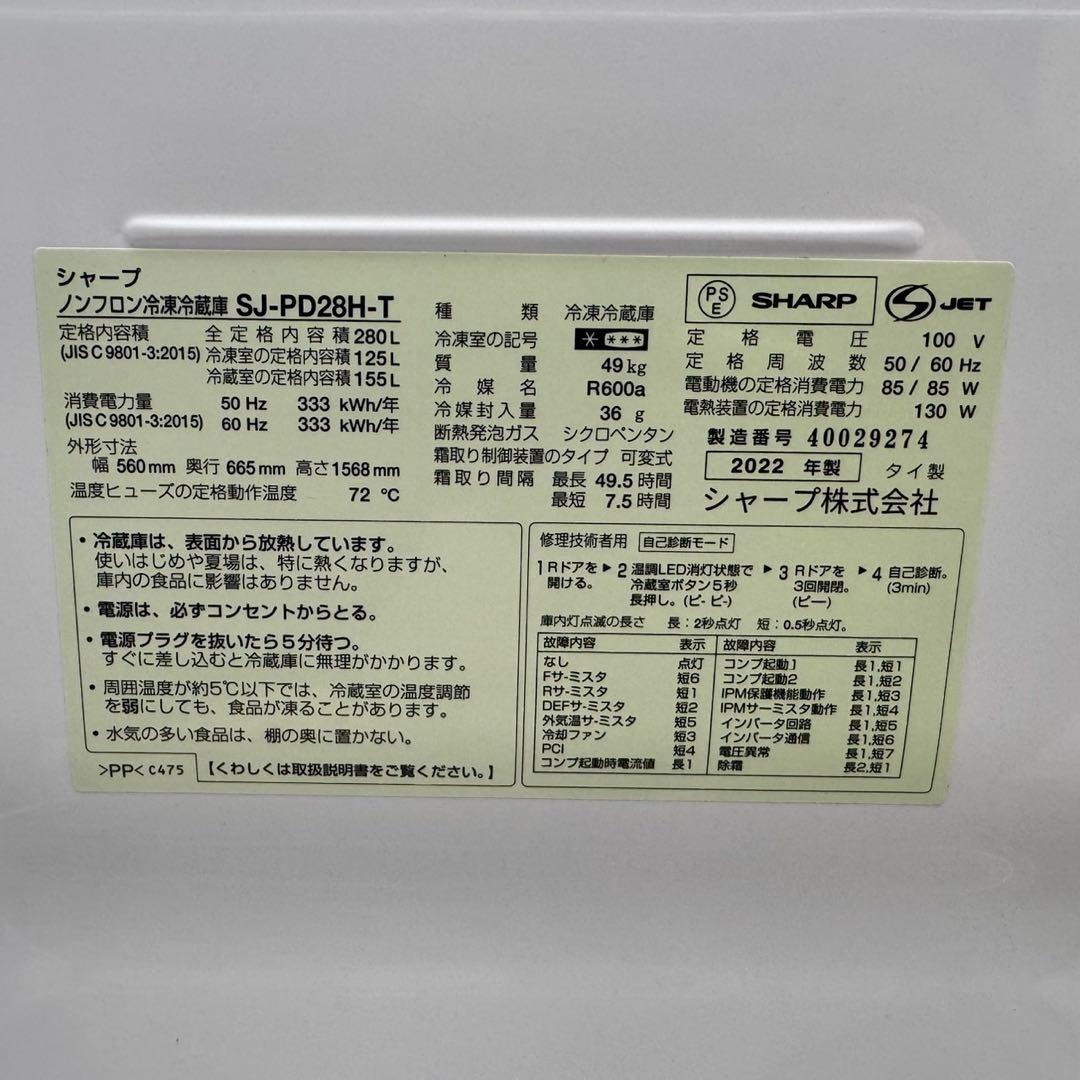 シャープ
ノンフロン冷凍冷蔵庫 SJ-PD28H-T
定格内容積 全定格内容積 280 L
(JIS C 9801-3:2015) 冷凍室の定格内容積 125 L
冷蔵室の定格内容積 155 L
消費電力量 50 Hz 333 kWh/年
(JIS C 9801-3:2015) 60 Hz 333 kWh/年
外形寸法
幅 560 mm 奥行 665 mm 高さ 1568 mm
温度ヒューズの定格動作温度 72 ℃
種類 冷凍冷蔵庫
冷凍室の記号 * ***
質量 49 kg
冷媒名 R600a
冷媒封入量 36 g
断熱発泡ガス シクロペンタン
霜取り制御装置のタイプ 可変式
霜取り間隔 最長 49.5 時間
最短 7.5 時間
PSE SHARP S JET
定格電圧 100 V
定格周波数 50 / 60 Hz
電動機の定格消費電力 85 / 85 W
電熱装置の定格消費電力 130 W
製造番号 40029274
2022 年製 タイ製
シャープ株式会社
・冷蔵庫は、表面から放熱しています。
使いはじめや夏場は、特に熱くなりますが、
庫内の食品に影響はありません。
・電源は、必ずコンセントからとる。
・電源プラグを抜いたら5分待つ。
すぐに差し込むと冷蔵庫に無理がかかります。
・周囲温度が約5℃以下では、冷蔵室の温度調節
を弱にしても、食品が凍ることがあります。
・水気の多い食品は、棚の奥に置かない。
>PP< C475 【くわしくは取扱説明書をご覧ください。】
修理技術者用 自己診断モード
1 Rドアを開ける。 ▶ 2 温調LED消灯状態で冷蔵室ボタン5秒長押し。(ピ- ピ-) ▶ 3 Rドアを3回開閉。(ピー) ▶ 4 自己診断。(3min)
庫内灯点滅の長さ 長:2秒点灯 短:0.5秒点灯。
故障内容 表示 故障内容 表示
なし 点灯 コンプ起動1 長1,短1
Fサ-ミスタ 短6 コンプ起動2 長1,短2
Rサ-ミスタ 短1 IPM保護機能動作 長1,短3
DEFサ-ミスタ 短2 IPMサーミスタ動作 長1,短4
外気温サ-ミスタ 短5 インバータ回路 長1,短5
冷却ファン 短3 インバータ通信 長1,短6
PCI 短4 電圧異常 長1,短7
コンプ起動時電流値 長1 除霜 長2,短1